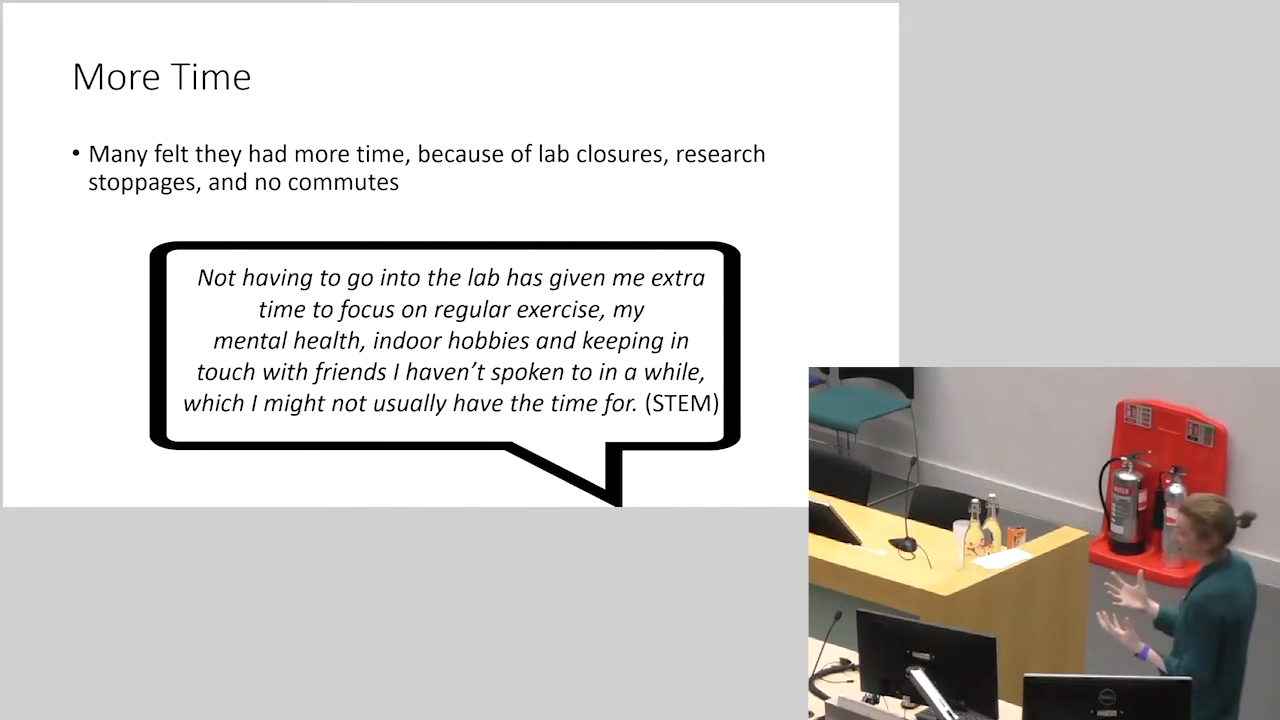 More Time
• Many felt they had more time, because of lab closures, research
stoppages, and no commutes
Not having to go into the lab has given me extra
time to focus on regular exercise, my
mental health, indoor hobbies and keeping in
touch with friends I haven’t spoken to in a while,
which I might not usually have the time for. (STEM)
WATER
DELL